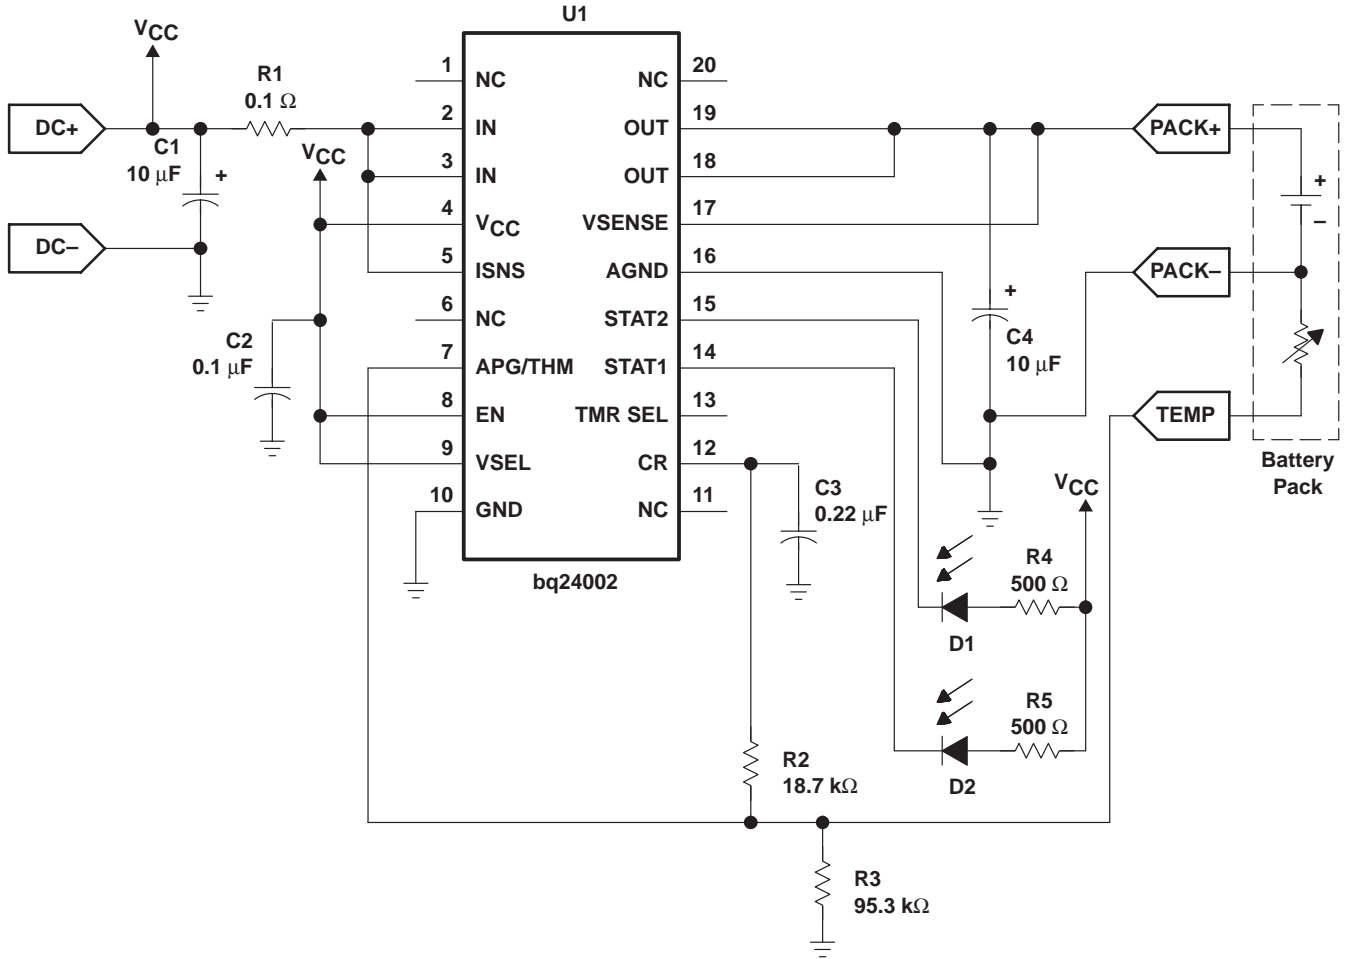 U1
VCC
DC+
C1
10 μF
+
R1
0.1 Ω
DC–
VCC
C2
0.1 μF
1
NC
2
IN
3
IN
4
VCC
5
ISNS
6
NC
7
APG/THM
8
EN
9
VSEL
10
GND
20
NC
19
OUT
18
OUT
17
VSENSE
16
AGND
15
STAT2
14
STAT1
13
TMR SEL
12
CR
11
NC
bq24002
C3
0.22 μF
+
C4
10 μF
PACK+
PACK–
TEMP
+
–
Battery
Pack
VCC
R4
500 Ω
D1
R5
500 Ω
D2
R2
18.7 kΩ
R3
95.3 kΩ